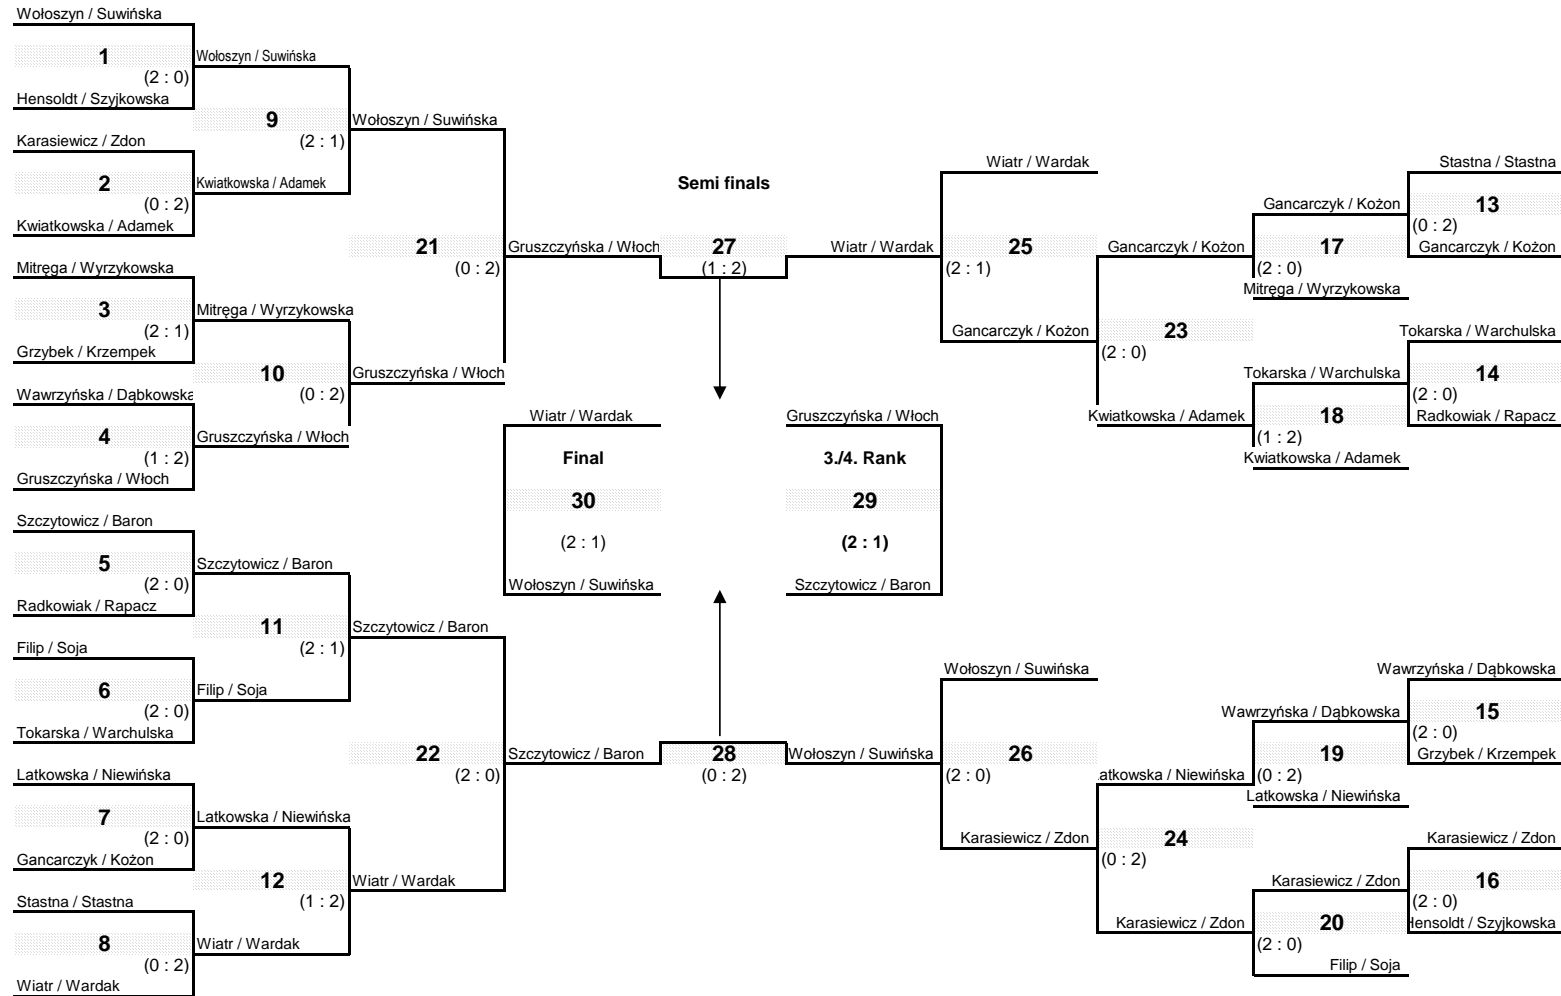 Wołoszyn / Suwińska
1
(2 : 0)
Hensoldt / Szyjkowska
Karasiewicz / Zdon
2
(0 : 2)
Kwiatkowska / Adamek
Mitręga / Wyrzykowska
3
(2 : 1)
Grzybek / Krzempek
Wawrzyńska / Dąbkowska
4
(1 : 2)
Gruszczyńska / Włoch
Szczytowicz / Baron
5
(2 : 0)
Radkowiak / Rapacz
Filip / Soja
6
(2 : 0)
Tokarska / Warchulska
Latkowska / Niewińska
7
(2 : 0)
Gancarczyk / Kożon
Stastna / Stastna
8
(0 : 2)
Wiatr / Wardak
Wołoszyn / Suwińska
9
(2 : 1)
Kwiatkowska / Adamek
Mitręga / Wyrzykowska
10
(0 : 2)
Gruszczyńska / Włoch
Szczytowicz / Baron
11
(2 : 1)
Filip / Soja
Latkowska / Niewińska
12
(1 : 2)
Wiatr / Wardak
Wołoszyn / Suwińska
21
(0 : 2)
Gruszczyńska / Włoch
Szczytowicz / Baron
22
(2 : 0)
Wiatr / Wardak
Semi finals
Gruszczyńska / Włoch
27
(1 : 2)
Wiatr / Wardak
Wiatr / Wardak
Final
30
(2 : 1)
Wołoszyn / Suwińska
Gruszczyńska / Włoch
3./4. Rank
29
(2 : 1)
Szczytowicz / Baron
Szczytowicz / Baron
28
(0 : 2)
Wołoszyn / Suwińska
Wiatr / Wardak
25
(2 : 1)
Gancarczyk / Kożon
Wołoszyn / Suwińska
26
(2 : 0)
Karasiewicz / Zdon
Gancarczyk / Kożon
23
(2 : 0)
Kwiatkowska / Adamek
atkowska / Niewińska
24
(0 : 2)
Karasiewicz / Zdon
Gancarczyk / Kożon
17
(2 : 0)
Mitręga / Wyrzykowska
Tokarska / Warchulska
18
(1 : 2)
Kwiatkowska / Adamek
Wawrzyńska / Dąbkowska
19
(0 : 2)
Latkowska / Niewińska
Karasiewicz / Zdon
20
(2 : 0)
Filip / Soja
Stastna / Stastna
13
(0 : 2)
Gancarczyk / Kożon
Tokarska / Warchulska
14
(2 : 0)
Radkowiak / Rapacz
Wawrzyńska / Dąbkowska
15
(2 : 0)
Grzybek / Krzempek
Karasiewicz / Zdon
16
(2 : 0)
Hensoldt / Szyjkowska